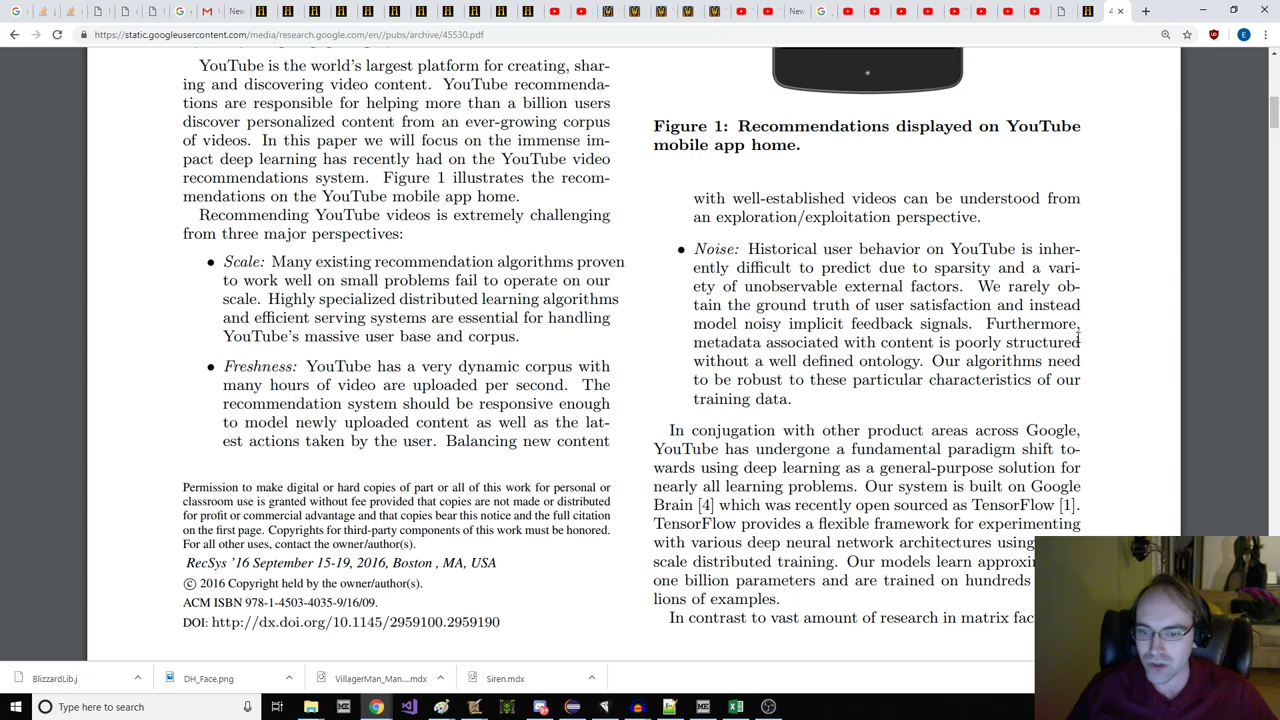 New
New
4
https://static.googleusercontent.com/media/research.google.com/en//pubs/archive/45530.pdf
E
YouTube is the world's largest platform for creating, shar-
ing and discovering video content. YouTube recommenda-
tions are responsible for helping more than a billion users
discover personalized content from an ever-growing corpus
of videos. In this paper we will focus on the immense im-
pact deep learning has recently had on the YouTube video
recommendations system. Figure 1 illustrates the recom-
mendations on the YouTube mobile app home.
Recommending YouTube videos is extremely challenging
from three major perspectives:
• Scale: Many existing recommendation algorithms proven
to work well on small problems fail to operate on our
scale. Highly specialized distributed learning algorithms
and efficient serving systems are essential for handling
YouTube's massive user base and corpus.
• Freshness: YouTube has a very dynamic corpus with
many hours of video are uploaded per second. The
recommendation system should be responsive enough
to model newly uploaded content as well as the lat-
est actions taken by the user. Balancing new content
Permission to make digital or hard copies of part or all of this work for personal or
classroom use is granted without fee provided that copies are not made or distributed
for profit or commercial advantage and that copies bear this notice and the full citation
on the first page. Copyrights for third-party components of this work must be honored.
For all other uses, contact the owner/author(s).
RecSys '16 September 15-19, 2016, Boston , MA, USA
© 2016 Copyright held by the owner/author(s).
ACM ISBN 978-1-4503-4035-9/16/09.
DOI: http://dx.doi.org/10.1145/2959100.2959190
Figure 1: Recommendations displayed on YouTube
mobile app home.
with well-established videos can be understood from
an exploration/exploitation perspective.
• Noise: Historical user behavior on YouTube is inher-
ently difficult to predict due to sparsity and a vari-
ety of unobservable external factors. We rarely ob-
tain the ground truth of user satisfaction and instead
model noisy implicit feedback signals. Furthermore,
metadata associated with content is poorly structured
without a well defined ontology. Our algorithms need
to be robust to these particular characteristics of our
training data.
In conjugation with other product areas across Google,
YouTube has undergone a fundamental paradigm shift to-
wards using deep learning as a general-purpose solution for
nearly all learning problems. Our system is built on Google
Brain [4] which was recently open sourced as TensorFlow [1].
TensorFlow provides a flexible framework for experimenting
with various deep neural network architectures using
scale distributed training. Our models learn approxi
one billion parameters and are trained on hundreds
lions of examples.
In contrast to vast amount of research in matrix fac
BlizzardLib.j
DH_Face.png
VillagerMan_Man....mdx
Siren.mdx
Type here to search